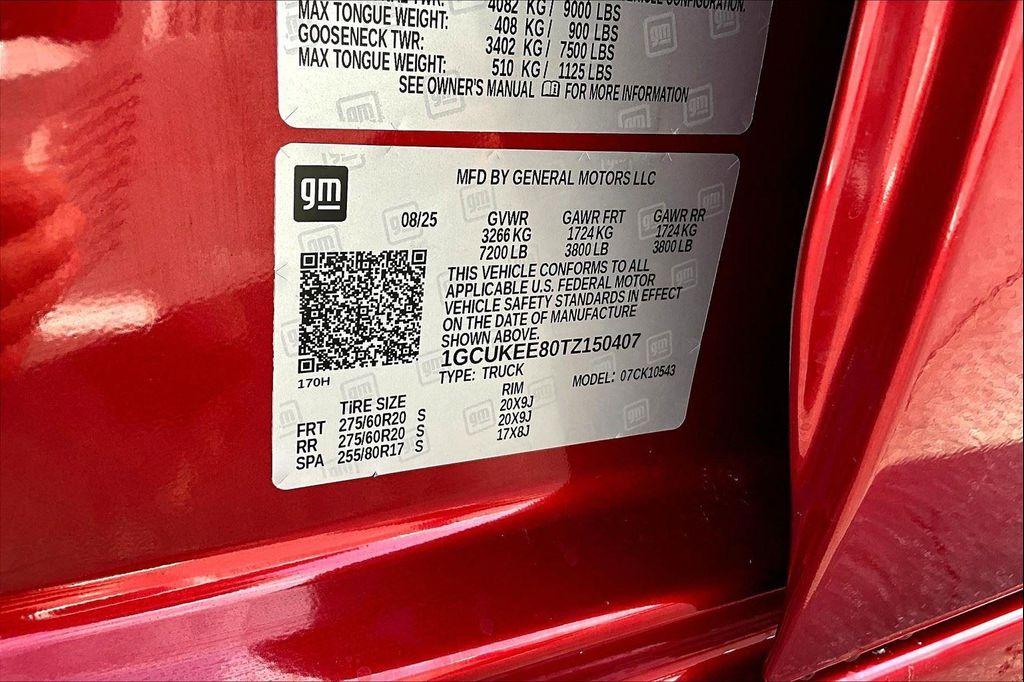 4082 KG/ 9000 LBS
MAX TONGUE WEIGHT: 408 KG/ 900 LBS
GOOSENECK TWR: 3402 KG/ 7500 LBS
MAX TONGUE WEIGHT: 510 KG/ 1125 LBS
SEE OWNER'S MANUAL FOR MORE INFORMATION
gm
MFD BY GENERAL MOTORS LLC
08/25 GVWR GAWR FRT GAWR RR
3266 KG 1724 KG 1724 KG
7200 LB 3800 LB 3800 LB
THIS VEHICLE CONFORMS TO ALL
APPLICABLE U.S. FEDERAL MOTOR
VEHICLE SAFETY STANDARDS IN EFFECT
ON THE DATE OF MANUFACTURE
SHOWN ABOVE.
1GCUKEE80TZ150407
TYPE: TRUCK MODEL: 07CK10543
170H
TIRE SIZE RIM
FRT 275/60R20 S 20X9J
RR 275/60R20 S 20X9J
SPA 255/80R17 S 17X8J